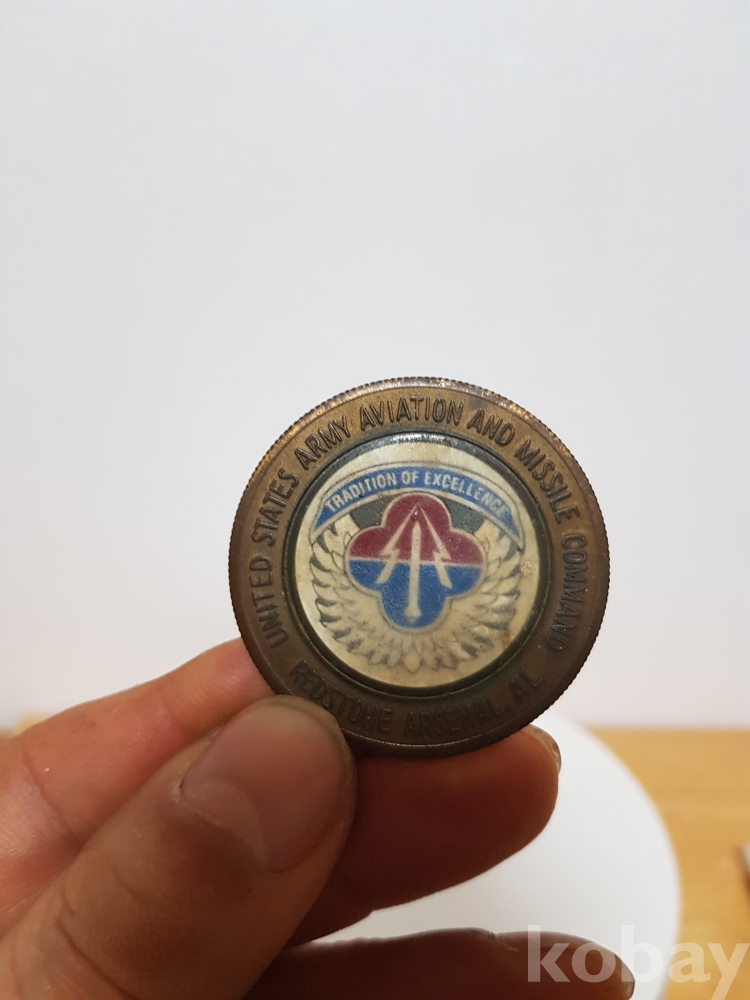 UNITED STATES ARMY AVIATION AND MISSILE COMMAND
TRADITION OF EXCELLENCE
REDSTONE ARSENAL, AL
kobay